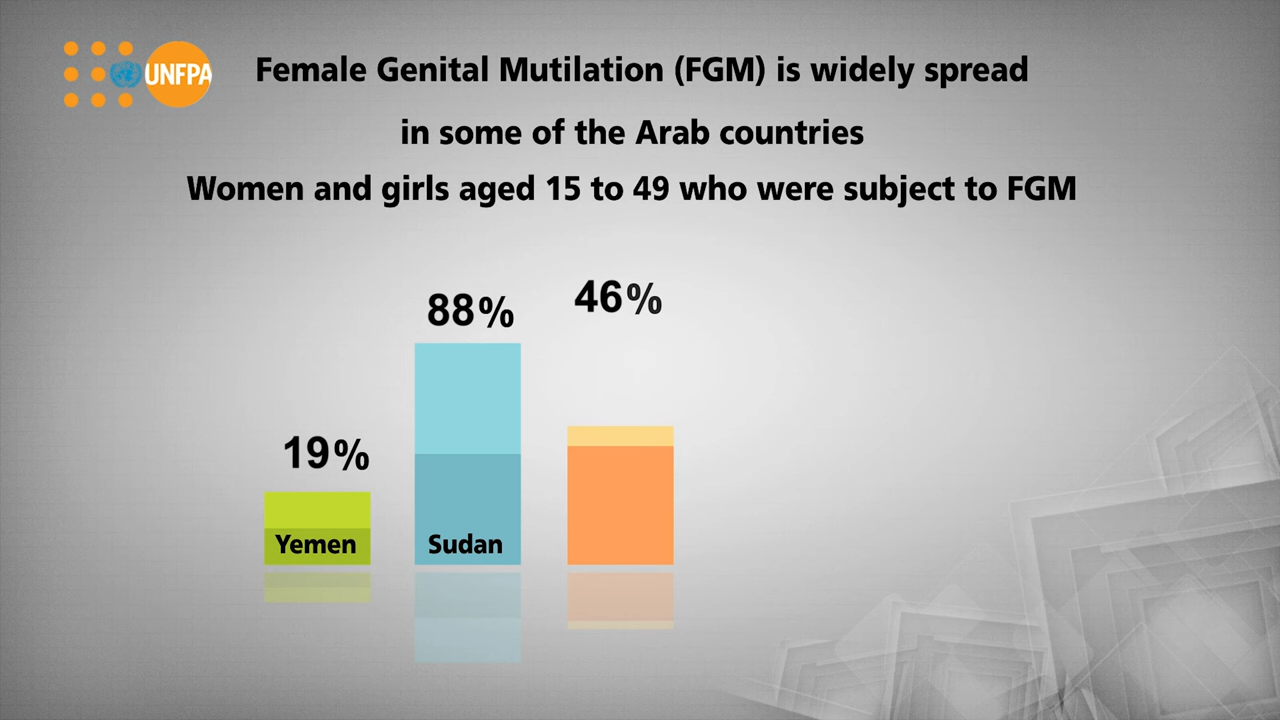 UNFPA
Female Genital Mutilation (FGM) is widely spread
in some of the Arab countries
Women and girls aged 15 to 49 who were subject to FGM
19%
88%
46%
Yemen
Sudan